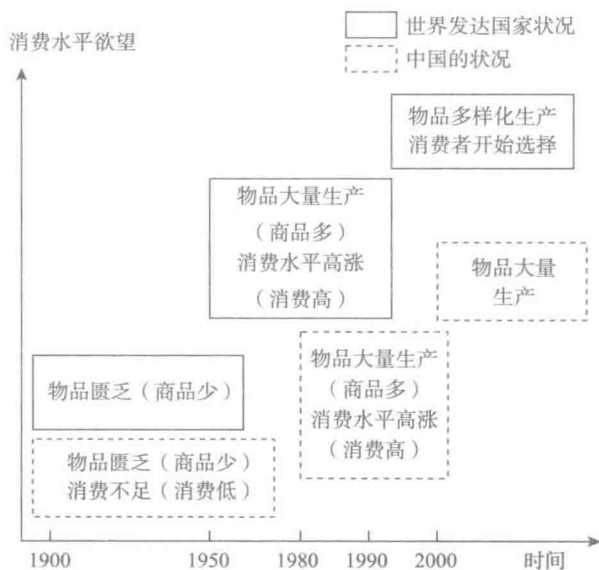 世界发达国家状况
中国的状况
消费水平欲望
物品多样化生产
消费者开始选择
物品大量生产
（商品多）
消费水平高涨
（消费高）
物品大量
生产
物品匮乏（商品少）
物品大量生产
（商品多）
消费水平高涨
（消费高）
物品匮乏（商品少）
消费不足（消费低）
1900 1950 1980 1990 2000 时间